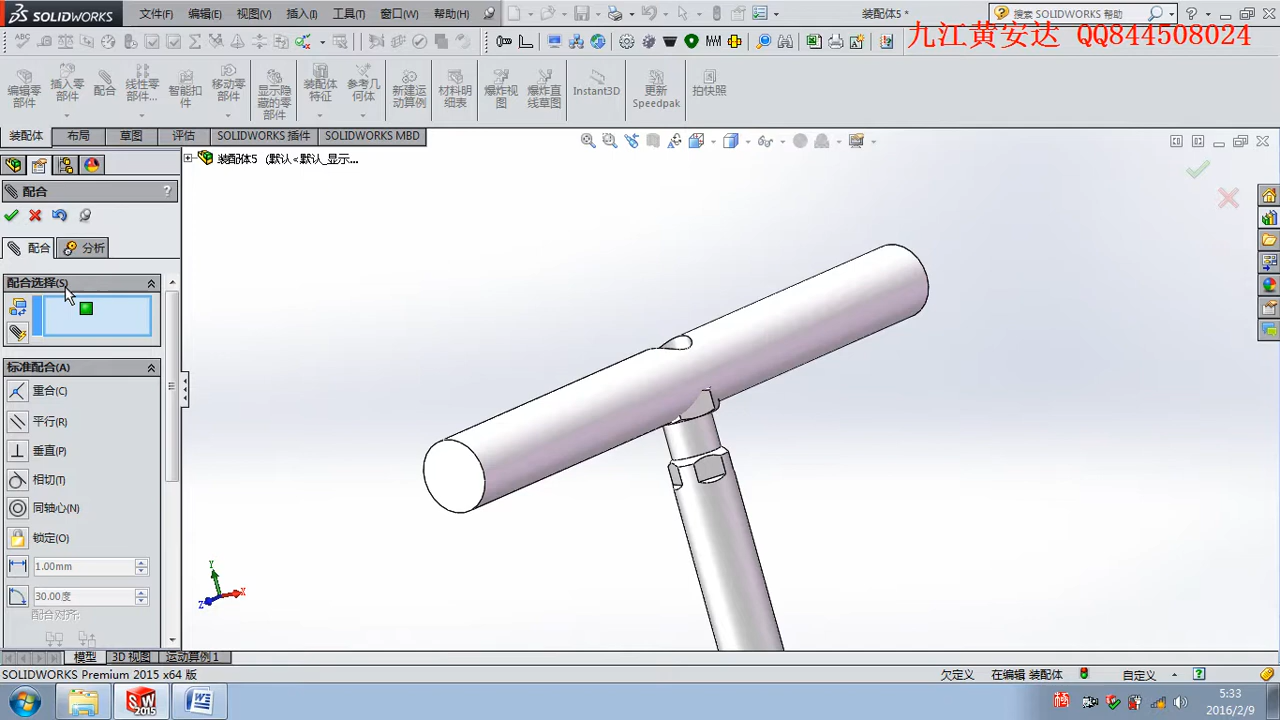 SOLIDWORKS 文件(F) 编辑(E) 视图(V) 插入(I) 工具(T) 窗口(W) 帮助(H) 装配体5 * 搜索 SOLIDWORKS 帮助
九江黄安达 QQ844508024
编辑零部件 插入零部件 配合 线性零部件... 智能扣件 移动零部件 显示隐藏的零部件 装配体特征 参考几何体 新建运动算例 材料明细表 爆炸视图 爆炸直线草图 Instant3D 更新 Speedpak 拍快照
装配体 布局 草图 评估 SOLIDWORKS 插件 SOLIDWORKS MBD
装配体5 (默认<默认_显示...
配合 ?
配合 分析
配合选择(S)
标准配合(A)
重合(C)
平行(R)
垂直(P)
相切(T)
同轴心(N)
锁定(O)
1.00mm
30.00度
配合对齐:
Y
X
Z
模型 3D 视图 运动算例 1
SOLIDWORKS Premium 2015 x64 版 欠定义 在编辑 装配体 自定义
SW 2015 W 5:33
2016/2/9